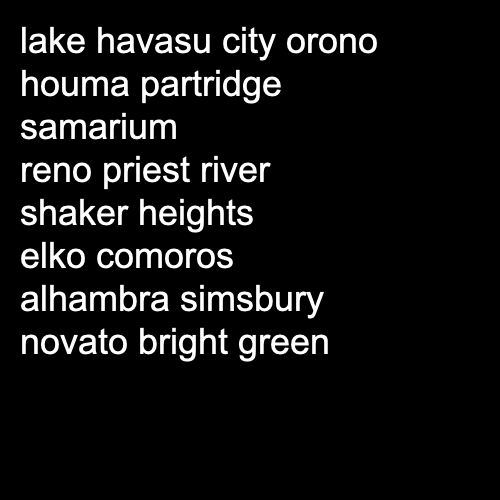 lake havasu city orono
houma partridge
samarium
reno priest river
shaker heights
elko comoros
alhambra simsbury
novato bright green